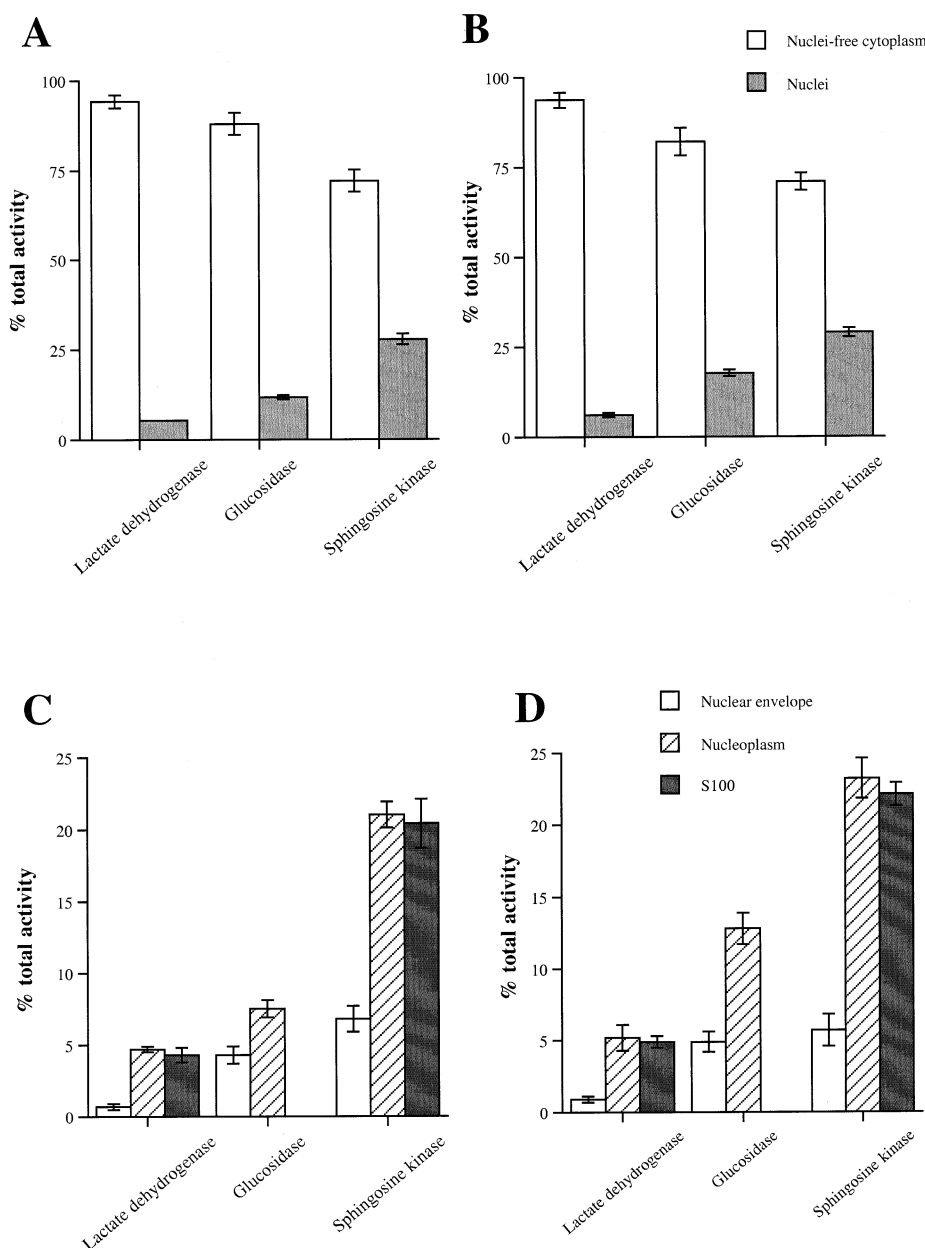 A
% total activity
100
75
50
25
0
Lactate dehydrogenase
Glucosidase
Sphingosine kinase
B
Nuclei-free cytoplasm
Nuclei
% total activity
100
75
50
25
0
Lactate dehydrogenase
Glucosidase
Sphingosine kinase
C
% total activity
25
20
15
10
5
0
Lactate dehydrogenase
Glucosidase
Sphingosine kinase
D
Nuclear envelope
Nucleoplasm
S100
% total activity
25
20
15
10
5
0
Lactate dehydrogenase
Glucosidase
Sphingosine kinase